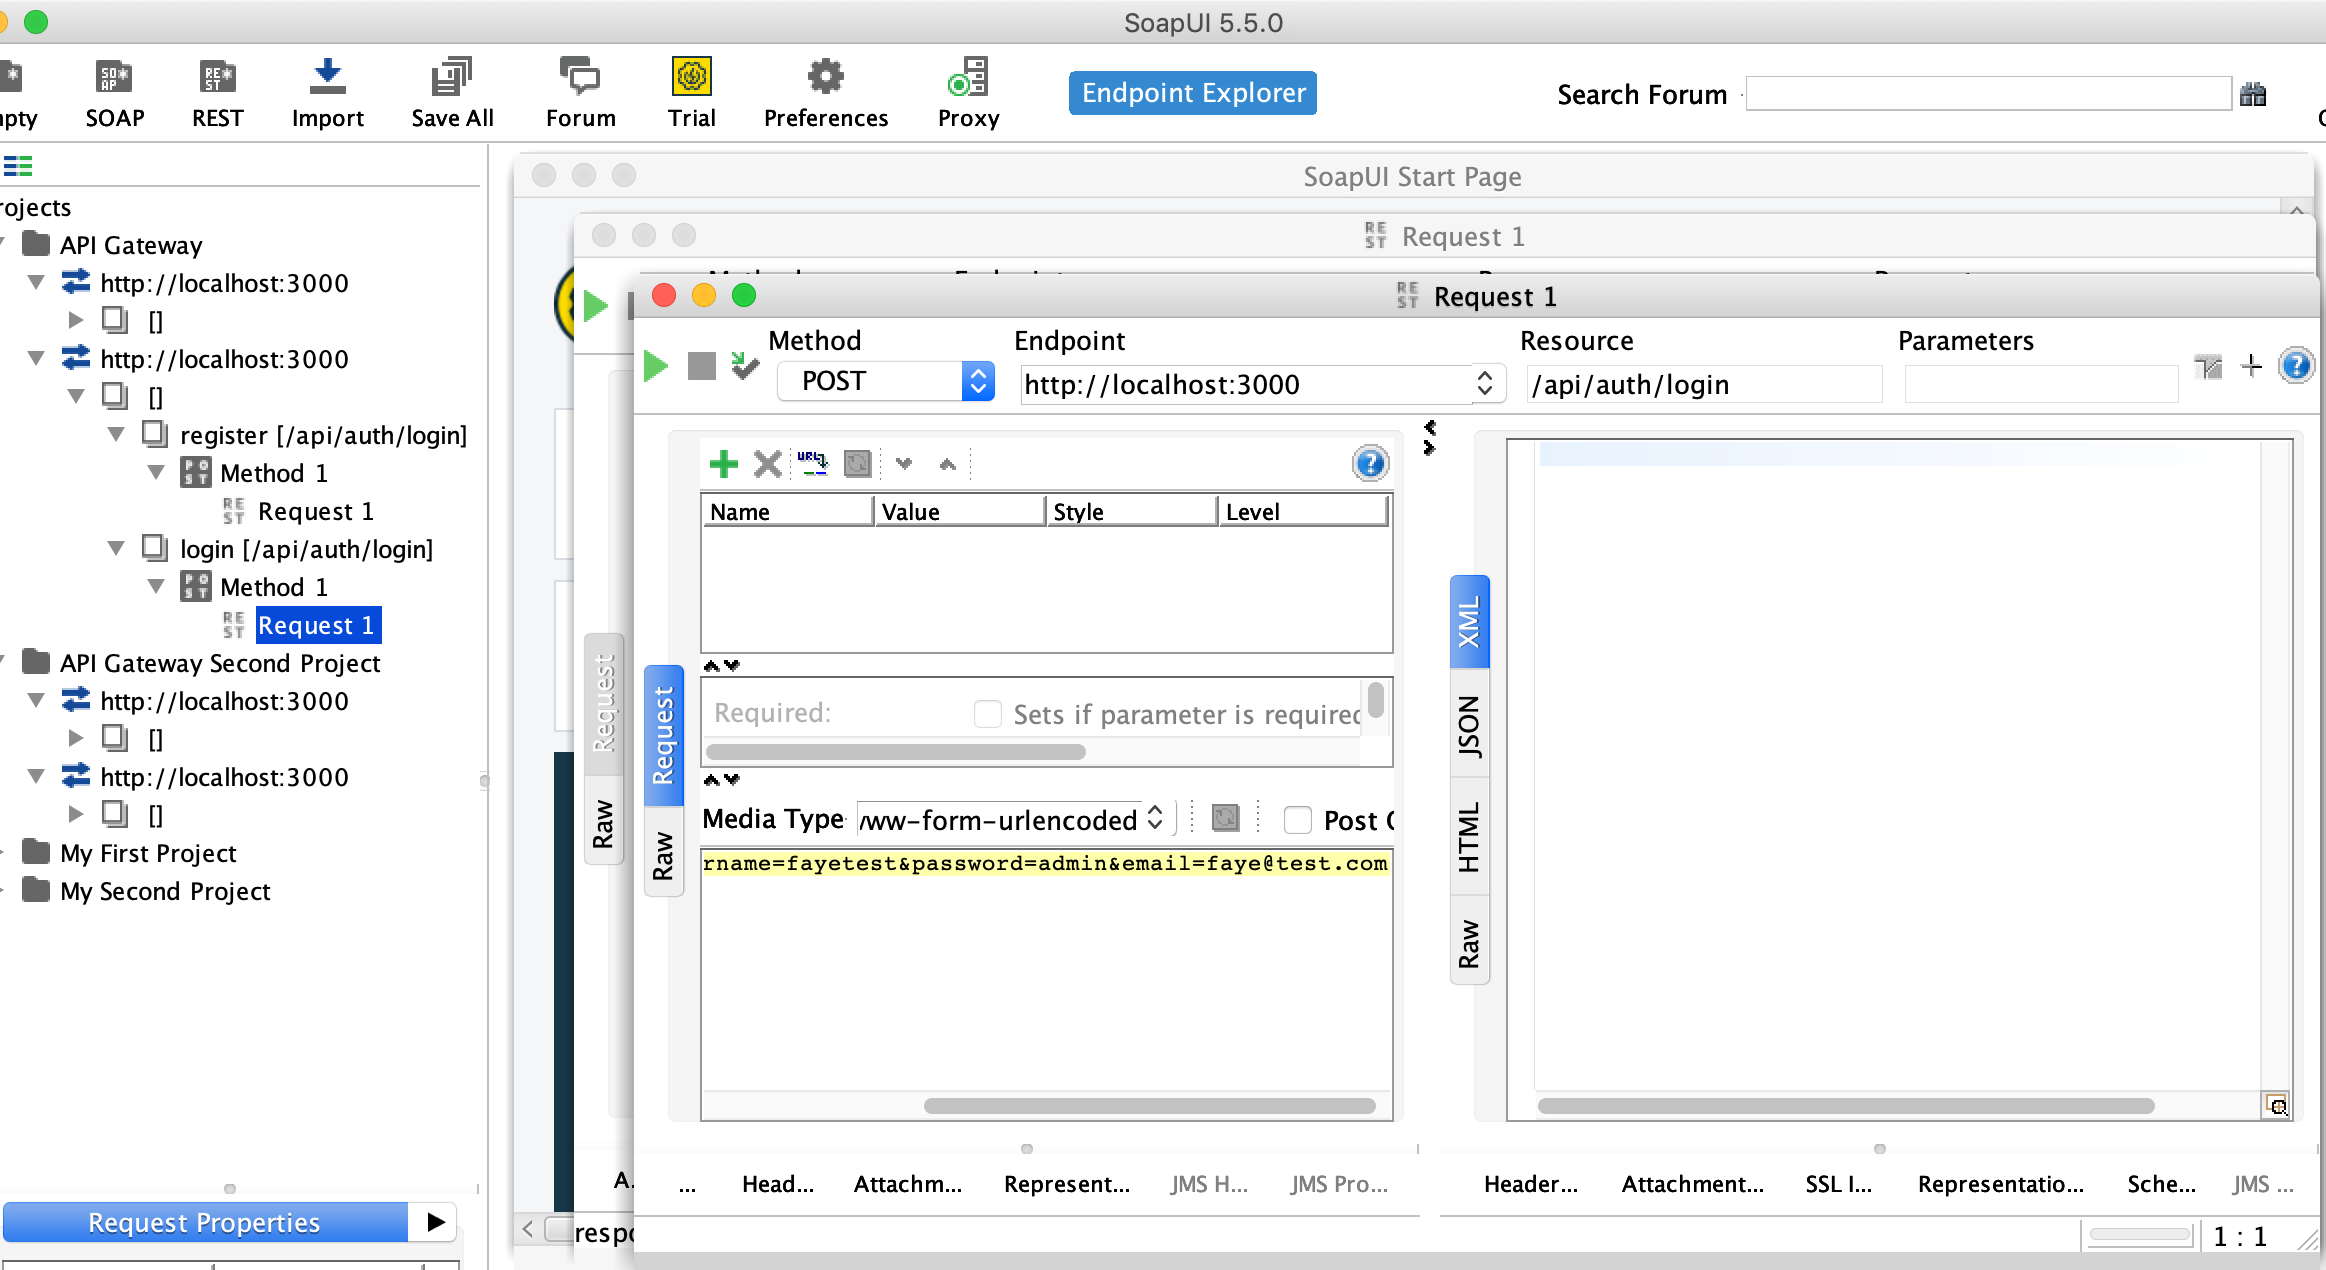 SoapUI 5.5.0
SOAP REST Import Save All Forum Trial Preferences Proxy Endpoint Explorer Search Forum
SoapUI Start Page
Request 1
Request 1
API Gateway
http://localhost:3000
[]
http://localhost:3000
[]
register [/api/auth/login]
Method 1
Request 1
login [/api/auth/login]
Method 1
Request 1
API Gateway Second Project
http://localhost:3000
[]
http://localhost:3000
[]
My First Project
My Second Project
Request Properties
Method Endpoint Resource Parameters
POST http://localhost:3000 /api/auth/login
Name Value Style Level
Required: Sets if parameter is required
Media Type /ww-form-urlencoded Post
rname=fayetest&password=admin&email=faye@test.com
Request
Raw
Request
Raw
XML
JSON
HTML
Raw
A. ... Head... Attachm... Represent... JMS H... JMS Pro...
Header... Attachment... SSL I... Representatio... Sche... JMS ...
1 : 1